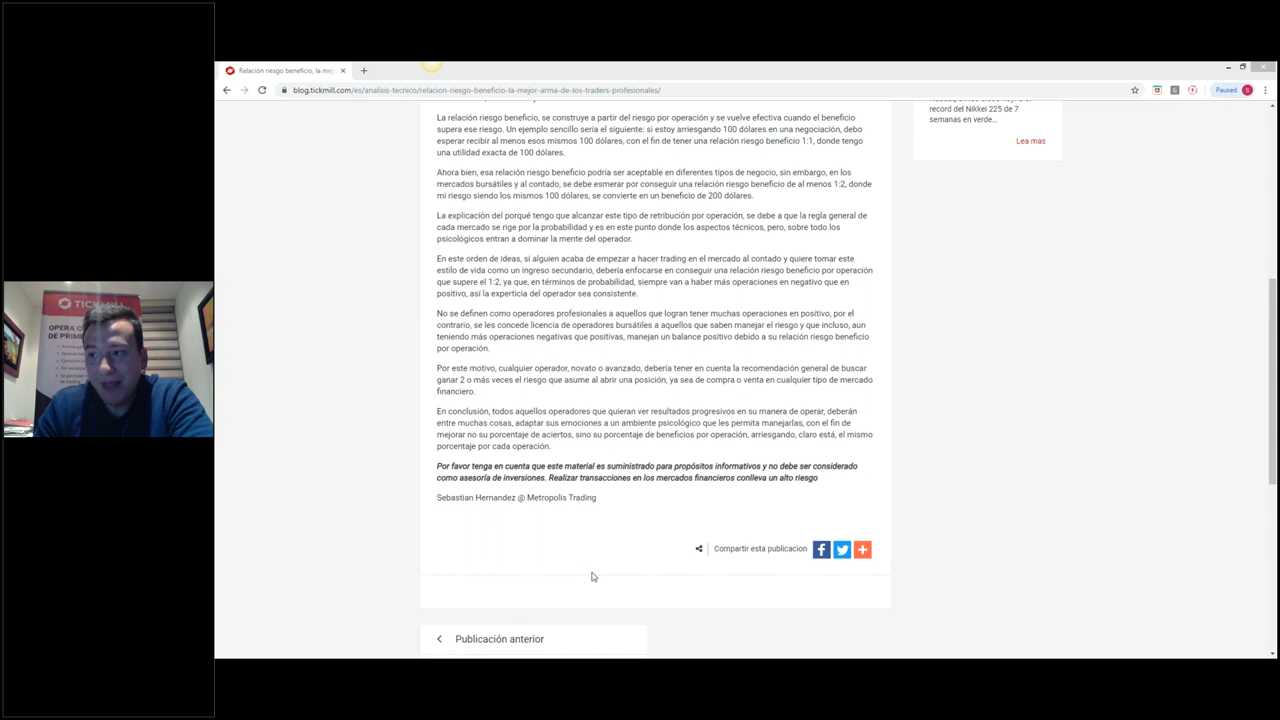 Relación riesgo beneficio, la me
Paused
S
blog.tickmill.com/es/analisis-tecnico/relacion-riesgo-beneficio-la-mejor-arma-de-los-traders-profesionales/
record del Nikkei 225 de 7
semanas en verde...
Lea mas
La relación riesgo beneficio, se construye a partir del riesgo por operación y se vuelve efectiva cuando el beneficio
supera ese riesgo. Un ejemplo sencillo sería el siguiente: si estoy arriesgando 100 dólares en una negociación, debo
esperar recibir al menos esos mismos 100 dólares, con el fin de tener una relación riesgo beneficio 1:1, donde tengo
una utilidad exacta de 100 dólares.
Ahora bien, esa relación riesgo beneficio podría ser aceptable en diferentes tipos de negocio, sin embargo, en los
mercados bursátiles y al contado, se debe esmerar por conseguir una relación riesgo beneficio de al menos 1:2, donde
mi riesgo siendo los mismos 100 dólares, se convierte en un beneficio de 200 dólares.
La explicación del porqué tengo que alcanzar este tipo de retribución por operación, se debe a que la regla general de
cada mercado se rige por la probabilidad y es en este punto donde los aspectos técnicos, pero, sobre todo los
psicológicos entran a dominar la mente del operador.
En este orden de ideas, si alguien acaba de empezar a hacer trading en el mercado al contado y quiere tomar este
estilo de vida como un ingreso secundario, debería enfocarse en conseguir una relación riesgo beneficio por operación
que supere el 1:2, ya que, en términos de probabilidad, siempre van a haber más operaciones en negativo que en
positivo, así la experticia del operador sea consistente.
No se definen como operadores profesionales a aquellos que logran tener muchas operaciones en positivo, por el
contrario, se les concede licencia de operadores bursátiles a aquellos que saben manejar el riesgo y que incluso, aun
teniendo más operaciones negativas que positivas, manejan un balance positivo debido a su relación riesgo beneficio
por operación.
Por este motivo, cualquier operador, novato o avanzado, debería tener en cuenta la recomendación general de buscar
ganar 2 o más veces el riesgo que asume al abrir una posición, ya sea de compra o venta en cualquier tipo de mercado
financiero.
En conclusión, todos aquellos operadores que quieran ver resultados progresivos en su manera de operar, deberán
entre muchas cosas, adaptar sus emociones a un ambiente psicológico que les permita manejarlas, con el fin de
mejorar no su porcentaje de aciertos, sino su porcentaje de beneficios por operación, arriesgando, claro está, el mismo
porcentaje por cada operación.
Por favor tenga en cuenta que este material es suministrado para propósitos informativos y no debe ser considerado
como asesoría de inversiones. Realizar transacciones en los mercados financieros conlleva un alto riesgo
Sebastian Hernandez @ Metropolis Trading
Compartir esta publicacion
Publicación anterior
TICKMILL
OPERA C
DE PRIM